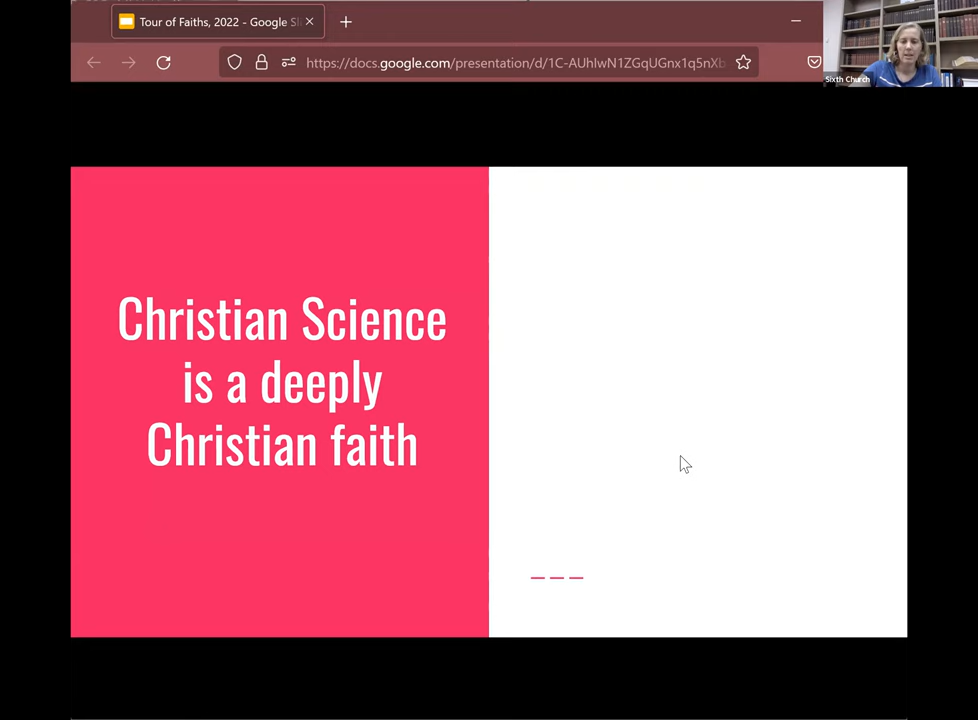 Tour of Faiths, 2022 - Google Sl
https://docs.google.com/presentation/d/1C-AUhlwN1ZGqUGnx1q5nXb
Sixth Church
Christian Science
is a deeply
Christian faith